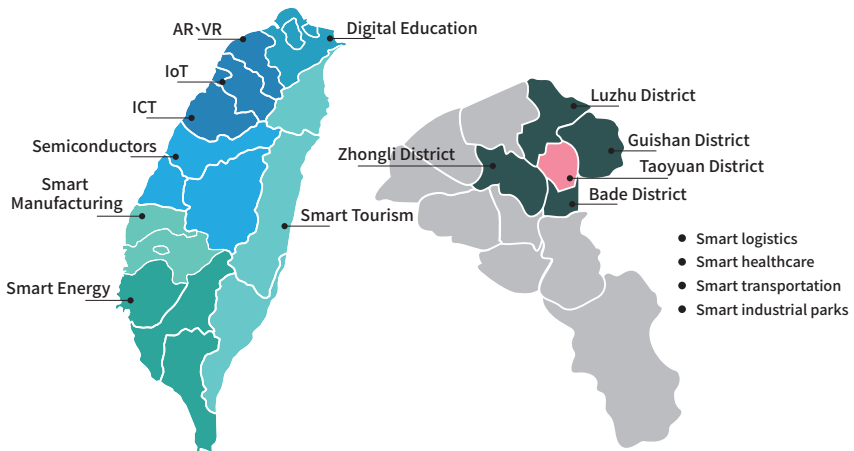 AR、VR
Digital Education
IoT
ICT
Semiconductors
Smart
Manufacturing
Smart Tourism
Smart Energy
Luzhu District
Guishan District
Zhongli District
Taoyuan District
Bade District
Smart logistics
Smart healthcare
Smart transportation
Smart industrial parks